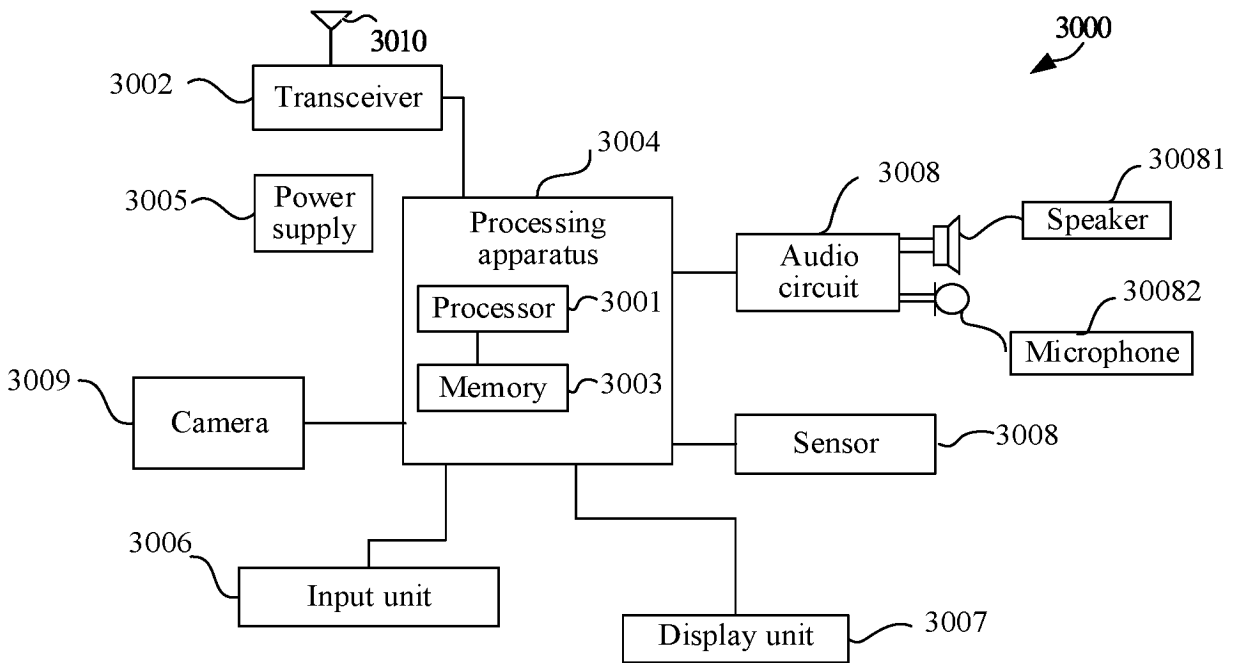 3010
3000
3002
Transceiver
3004
3005
Power
supply
Processing
apparatus
Processor
3001
Memory
3003
3008
Audio
circuit
30081
Speaker
30082
Microphone
3009
Camera
Sensor
3008
3006
Input unit
Display unit
3007